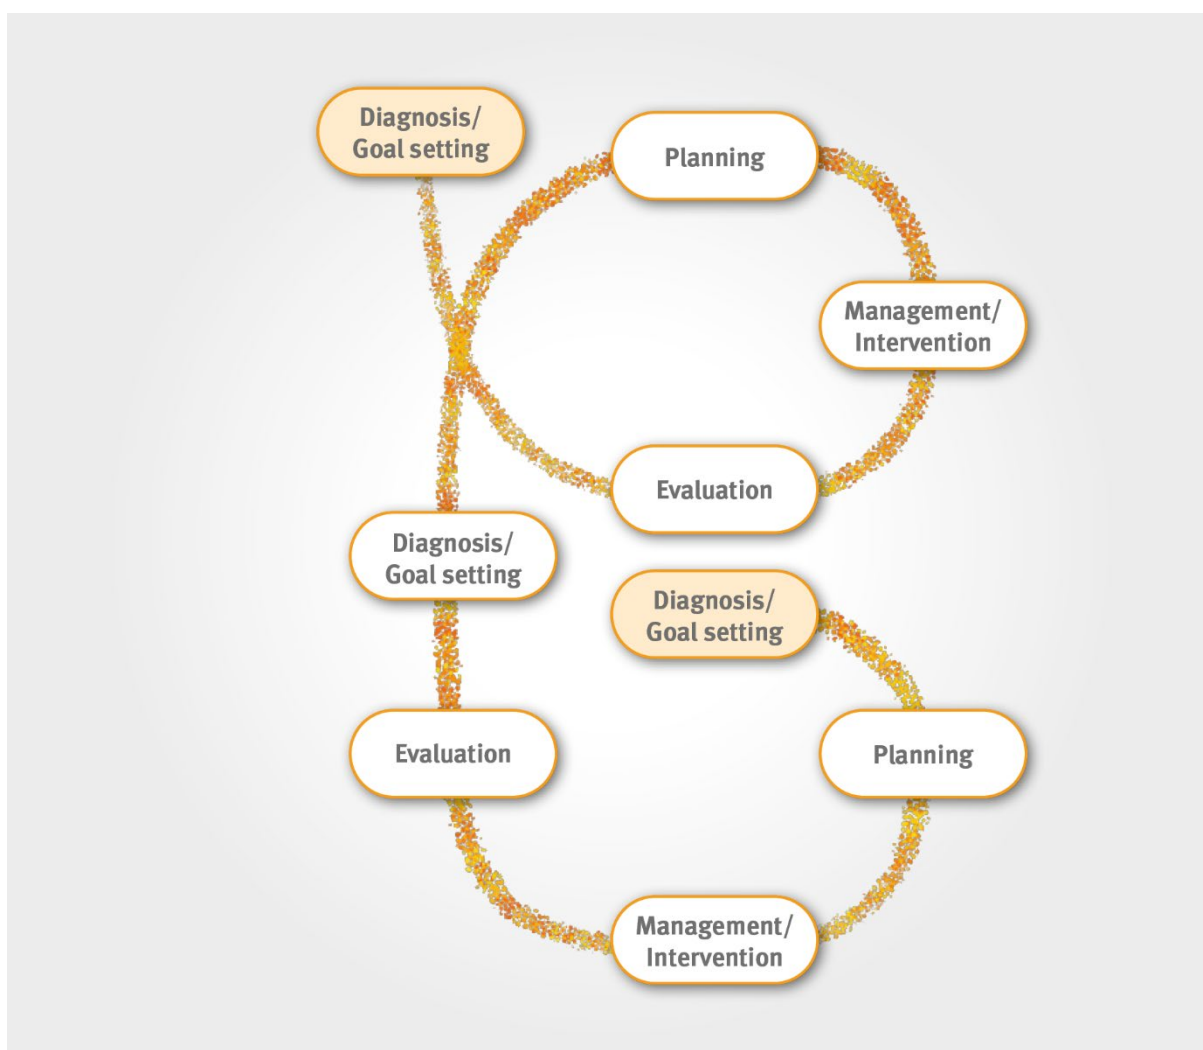 Diagnosis/
Goal setting
Planning
Management/
Intervention
Evaluation
Diagnosis/
Goal setting
Diagnosis/
Goal setting
Evaluation
Planning
Management/
Intervention